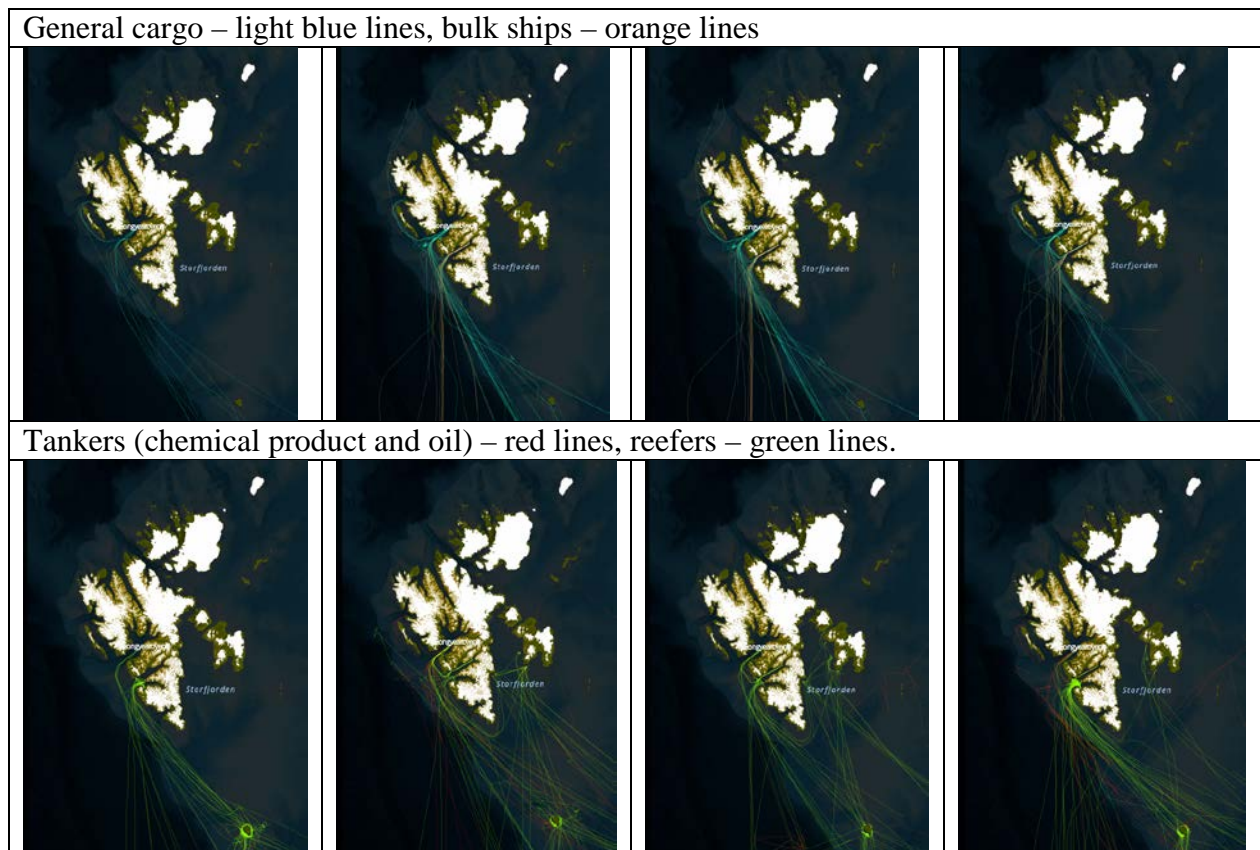 General cargo – light blue lines, bulk ships – orange lines
Storfjorden
Storfjorden
Storfjorden
Storfjorden
Tankers (chemical product and oil) – red lines, reefers – green lines.
Storfjorden
Storfjorden
Storfjorden
Storfjorden